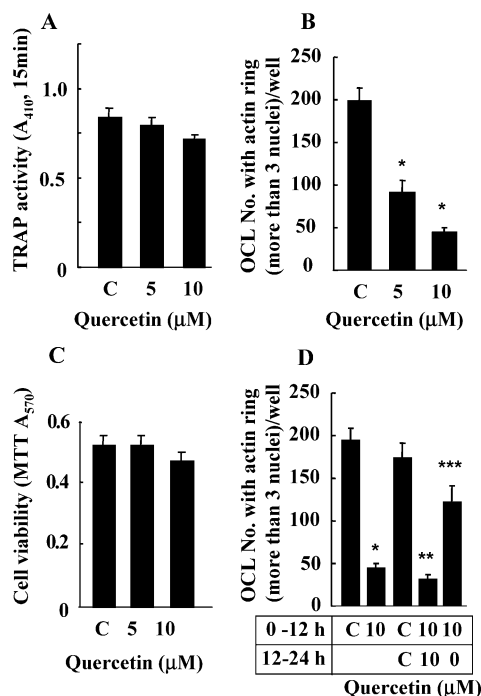 A
TRAP activity (A410, 15min)
1.0
0.5
0
C 5 10
Quercetin (μM)
B
OCL No. with actin ring
(more than 3 nuclei)/well
250
200
150
100
50
0
*
*
C 5 10
Quercetin (μM)
C
Cell viability (MTT A570)
0.6
0.4
0.2
0
C 5 10
Quercetin (μM)
D
OCL No. with actin ring
(more than 3 nuclei)/well
250
200
150
100
50
0
*
**
***
0 -12 h C 10 C 10 10
12-24 h C 10 0
Quercetin (μM)